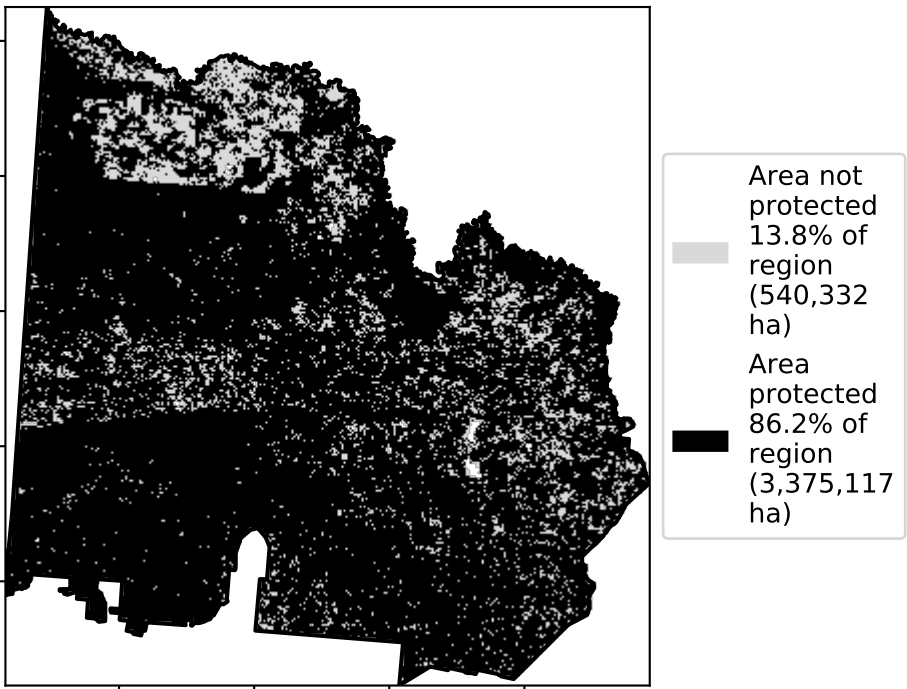 Area not
protected
13.8% of
region
(540,332
ha)
Area
protected
86.2% of
region
(3,375,117
ha)